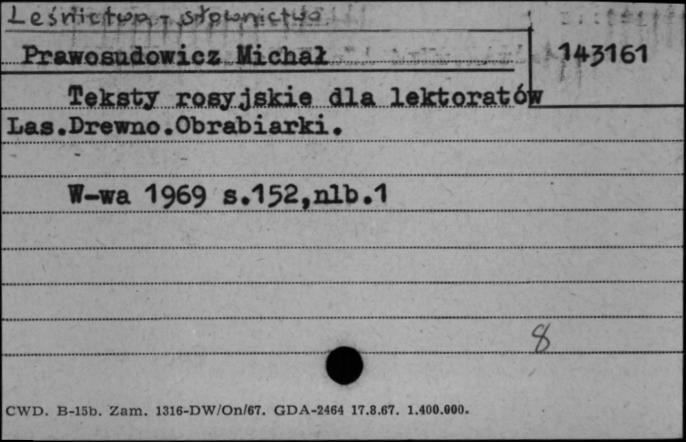 Leśnictwo - słownictwo
Prawosudowicz Michał
143161
Teksty rosyjskie dla lektoratów
Las.Drewno.Obrabiarki.
W-wa 1969 s.152,nlb.1
8
CWD. B-15b. Zam. 1316-DW/On/67. GDA-2464 17.8.67. 1.400.000.